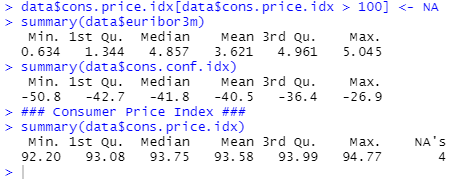 > data$cons.price.idx[data$cons.price.idx > 100] <- NA
> summary(data$euribor3m)
   Min. 1st Qu.  Median    Mean 3rd Qu.    Max.
  0.634   1.344   4.857   3.621   4.961   5.045
> summary(data$cons.conf.idx)
   Min. 1st Qu.  Median    Mean 3rd Qu.    Max.
  -50.8   -42.7   -41.8   -40.5   -36.4   -26.9
> ### Consumer Price Index ###
> summary(data$cons.price.idx)
   Min. 1st Qu.  Median    Mean 3rd Qu.    Max.    NA's
  92.20   93.08   93.75   93.58   93.99   94.77       4
>